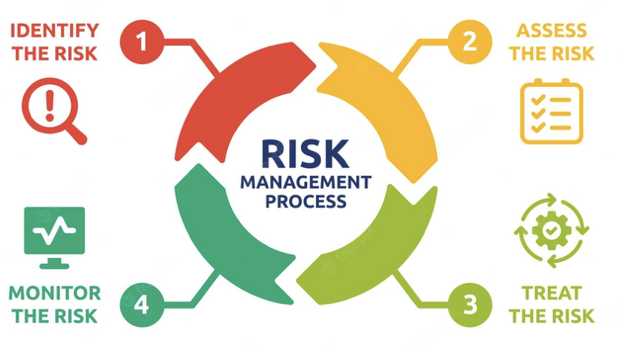 IDENTIFY
THE RISK
1
2
ASSESS
THE RISK
RISK
MANAGEMENT
PROCESS
MONITOR
THE RISK
4
3
TREAT
THE RISK